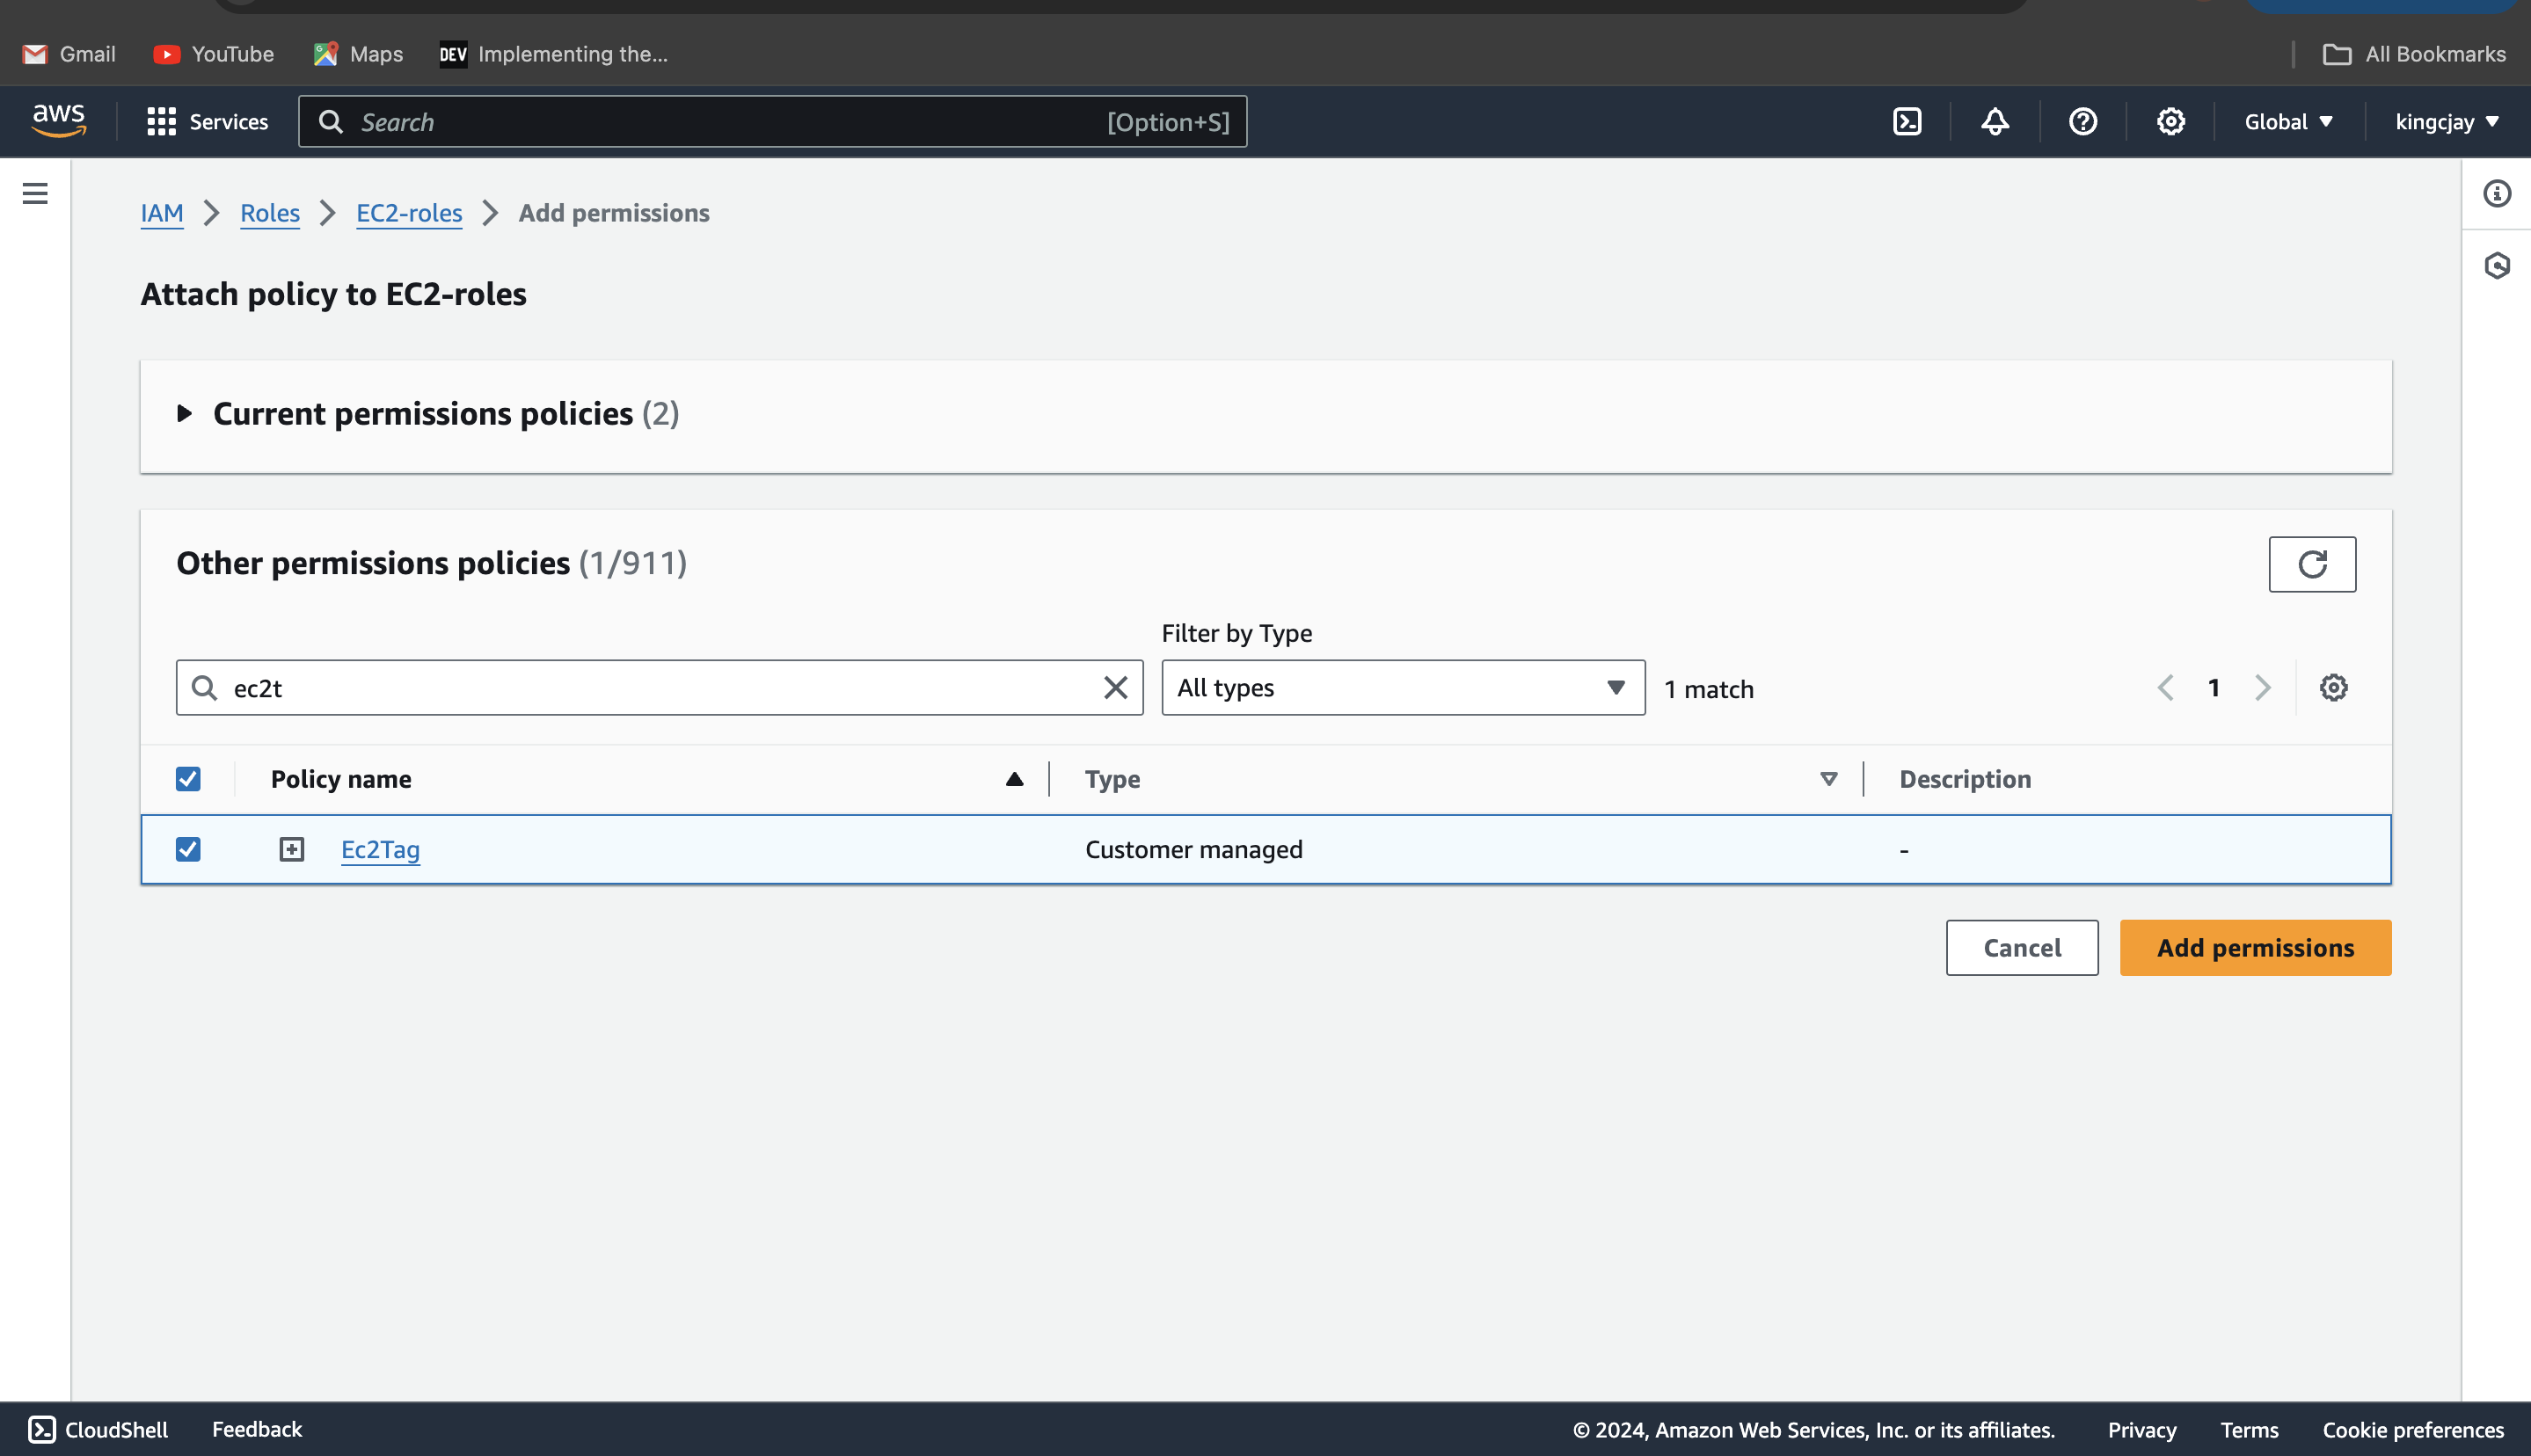 Gmail YouTube Maps DEV Implementing the... All Bookmarks
aws Services Search [Option+S] Global kingcjay
IAM Roles EC2-roles Add permissions
Attach policy to EC2-roles
Current permissions policies (2)
Other permissions policies (1/911)
Filter by Type
ec2t All types 1 match 1
Policy name Type Description
Ec2Tag Customer managed -
Cancel Add permissions
CloudShell Feedback © 2024, Amazon Web Services, Inc. or its affiliates. Privacy Terms Cookie preferences